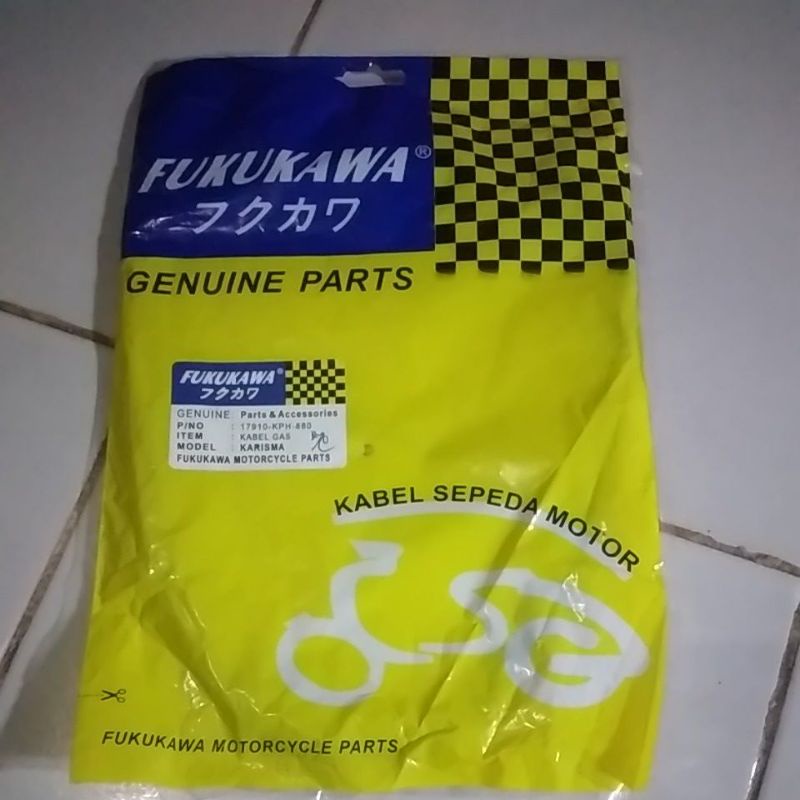 FUKUKAWA®
フクカワ
GENUINE PARTS
FUKUKAWA®
フクカワ
GENUINE : Parts & Accessories
P/NO : 17910-KPH-880
ITEM : KABEL GAS
MODEL : KARISMA
FUKUKAWA MOTORCYCLE PARTS
KABEL SEPEDA MOTOR
FUKUKAWA MOTORCYCLE PARTS